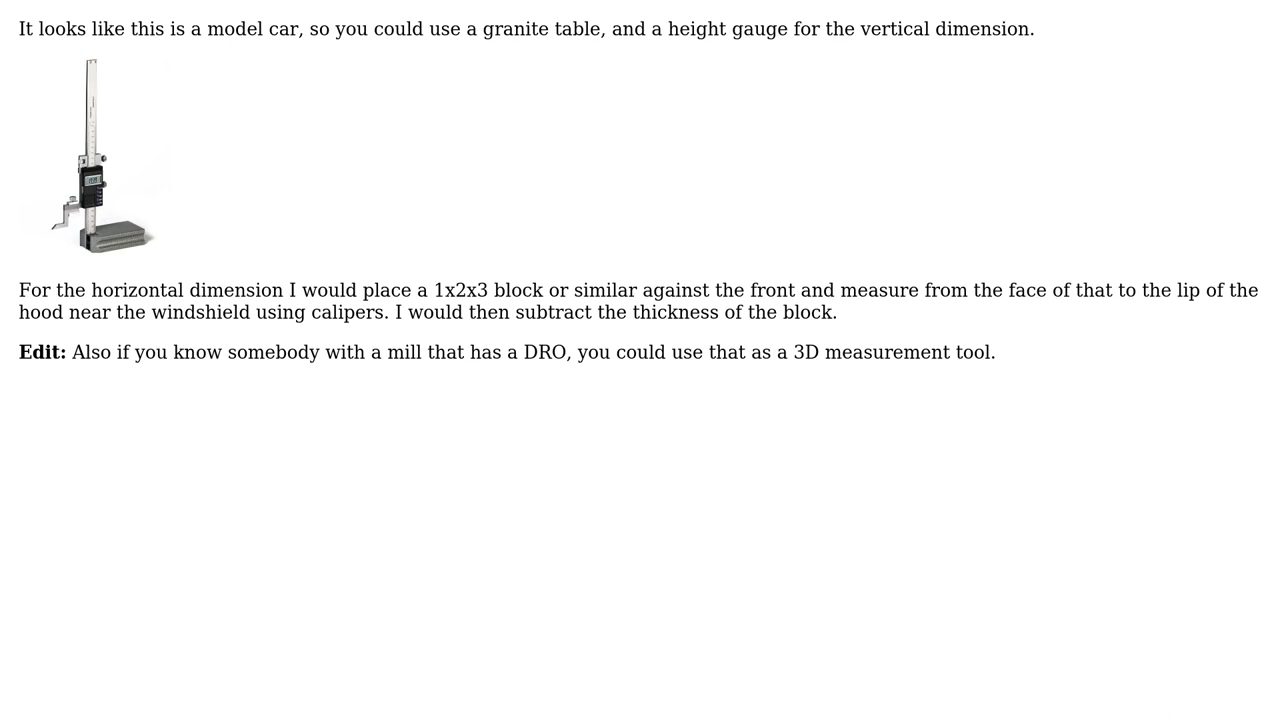 It looks like this is a model car, so you could use a granite table, and a height gauge for the vertical dimension.
For the horizontal dimension I would place a 1x2x3 block or similar against the front and measure from the face of that to the lip of the
hood near the windshield using calipers. I would then subtract the thickness of the block.
Edit: Also if you know somebody with a mill that has a DRO, you could use that as a 3D measurement tool.